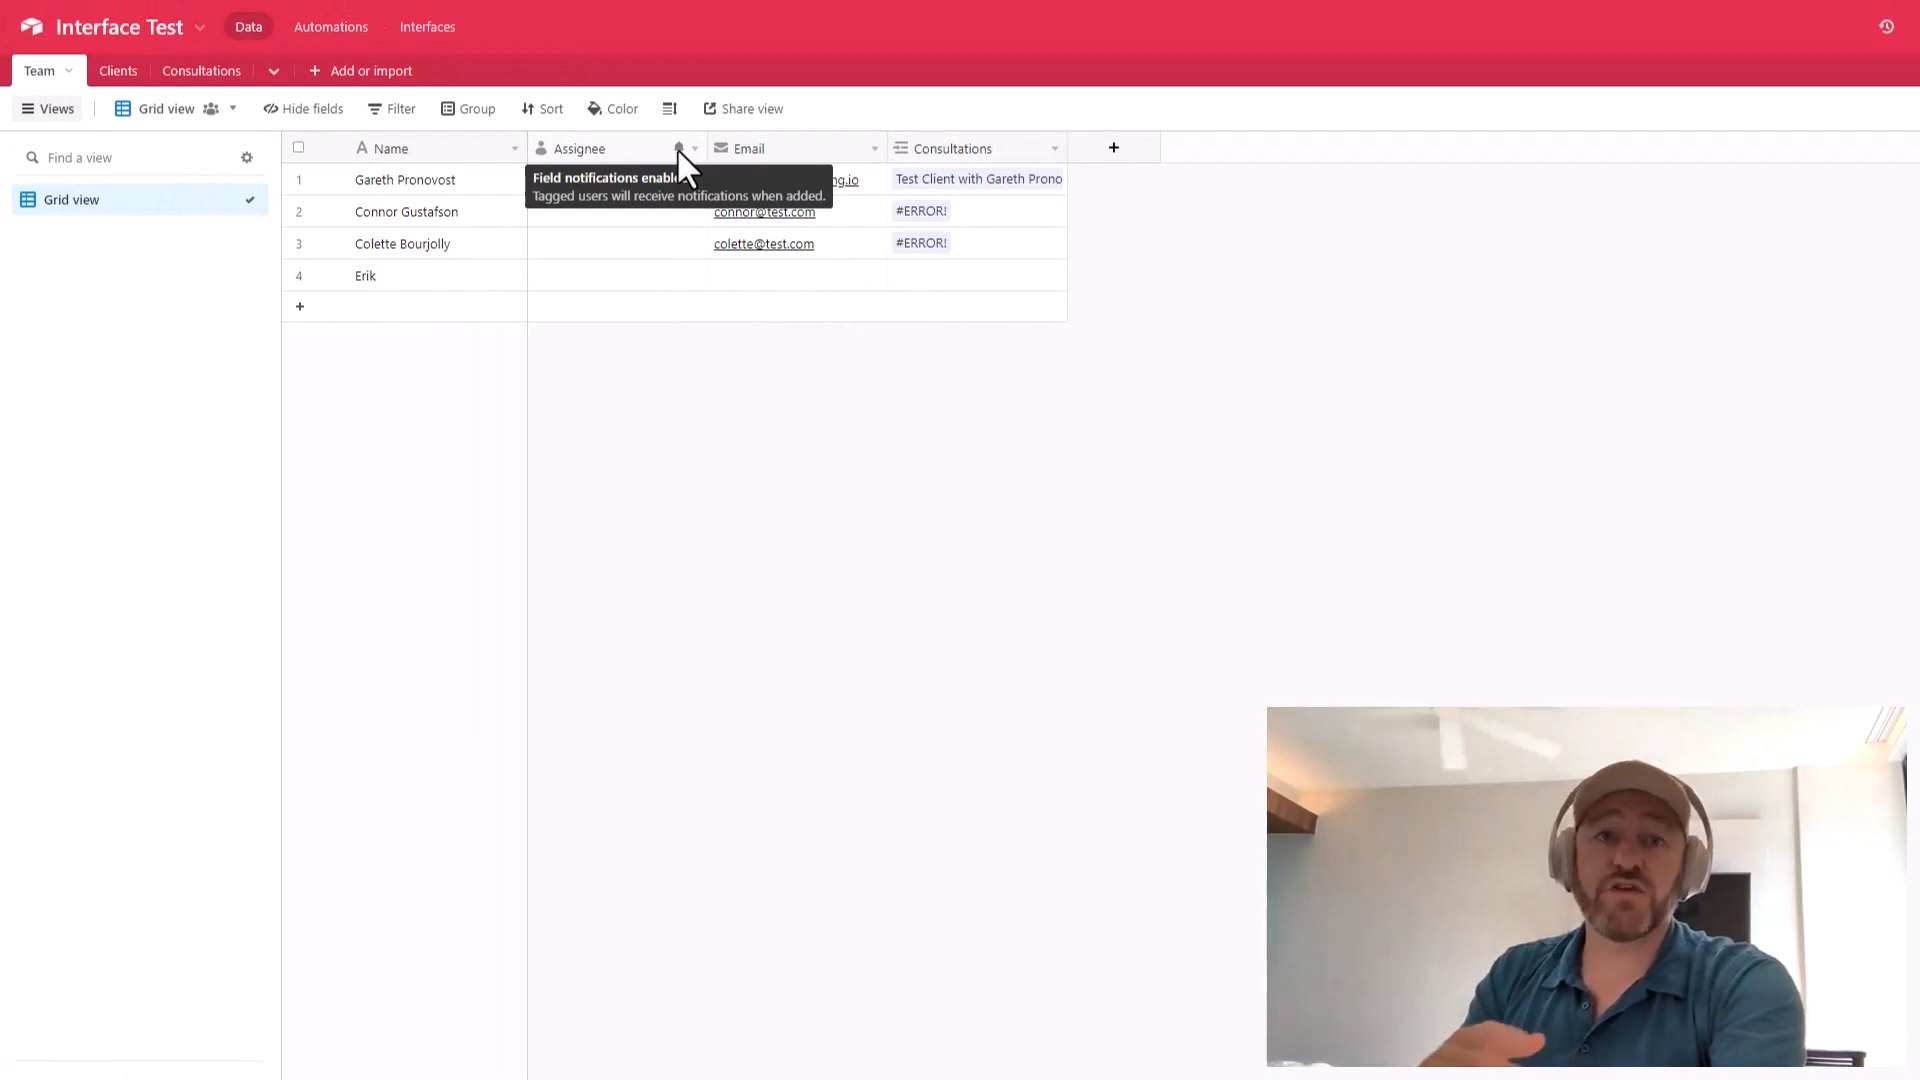 Interface Test Data Automations Interfaces
Team Clients Consultations Add or import
Views Grid view Hide fields Filter Group Sort Color Share view
Find a view
Grid view
Name Assignee Email Consultations
Field notifications
Tagged users will receive notifications when added.
1 Gareth Pronovost ng.io Test Client with Gareth Prono
2 Connor Gustafson connor@test.com #ERROR!
3 Colette Bourjolly colette@test.com #ERROR!
4 Erik